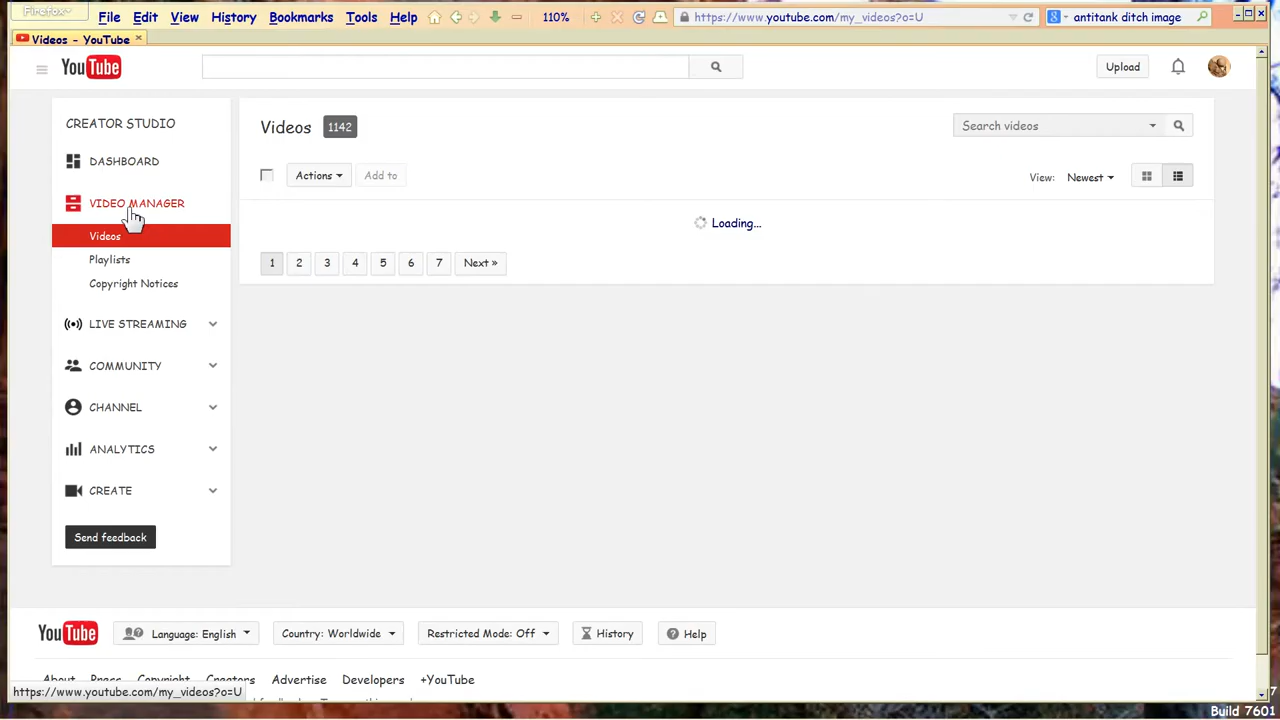 Firefox
File Edit View History Bookmarks Tools Help 110% https://www.youtube.com/my_videos?o=U antitank ditch image
Videos - YouTube
YouTube Upload
CREATOR STUDIO
Videos 1142
Search videos
DASHBOARD
Actions Add to
View: Newest
VIDEO MANAGER
Loading...
Videos
Playlists
1 2 3 4 5 6 7 Next »
Copyright Notices
LIVE STREAMING
COMMUNITY
CHANNEL
ANALYTICS
CREATE
Send feedback
YouTube Language: English Country: Worldwide Restricted Mode: Off History Help
About Press Copyright Creators Advertise Developers +YouTube
https://www.youtube.com/my_videos?o=U
7
Build 7601